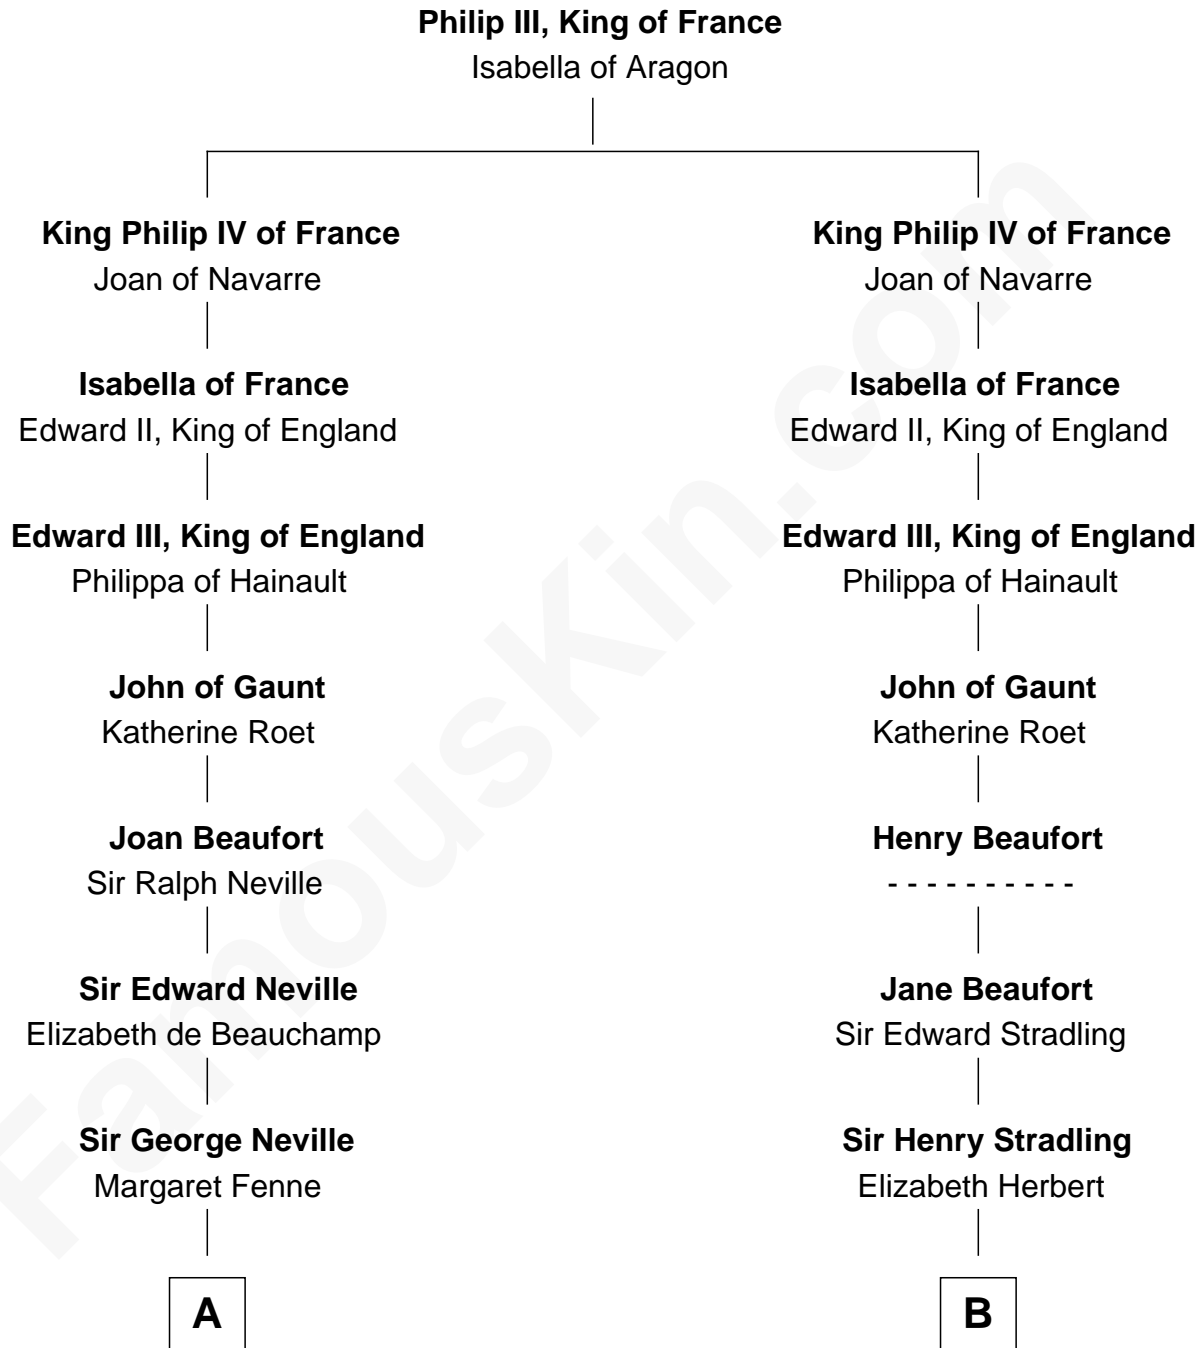 Philip III, King of France
Isabella of Aragon
King Philip IV of France
Joan of Navarre
King Philip IV of France
Joan of Navarre
Isabella of France
Edward II, King of England
Isabella of France
Edward II, King of England
Edward III, King of England
Philippa of Hainault
Edward III, King of England
Philippa of Hainault
John of Gaunt
Katherine Roet
John of Gaunt
Katherine Roet
Joan Beaufort
Sir Ralph Neville
Henry Beaufort
- - - - - - - - - -
Sir Edward Neville
Elizabeth de Beauchamp
Jane Beaufort
Sir Edward Stradling
Sir George Neville
Margaret Fenne
Sir Henry Stradling
Elizabeth Herbert
A
B
FamousKin.com